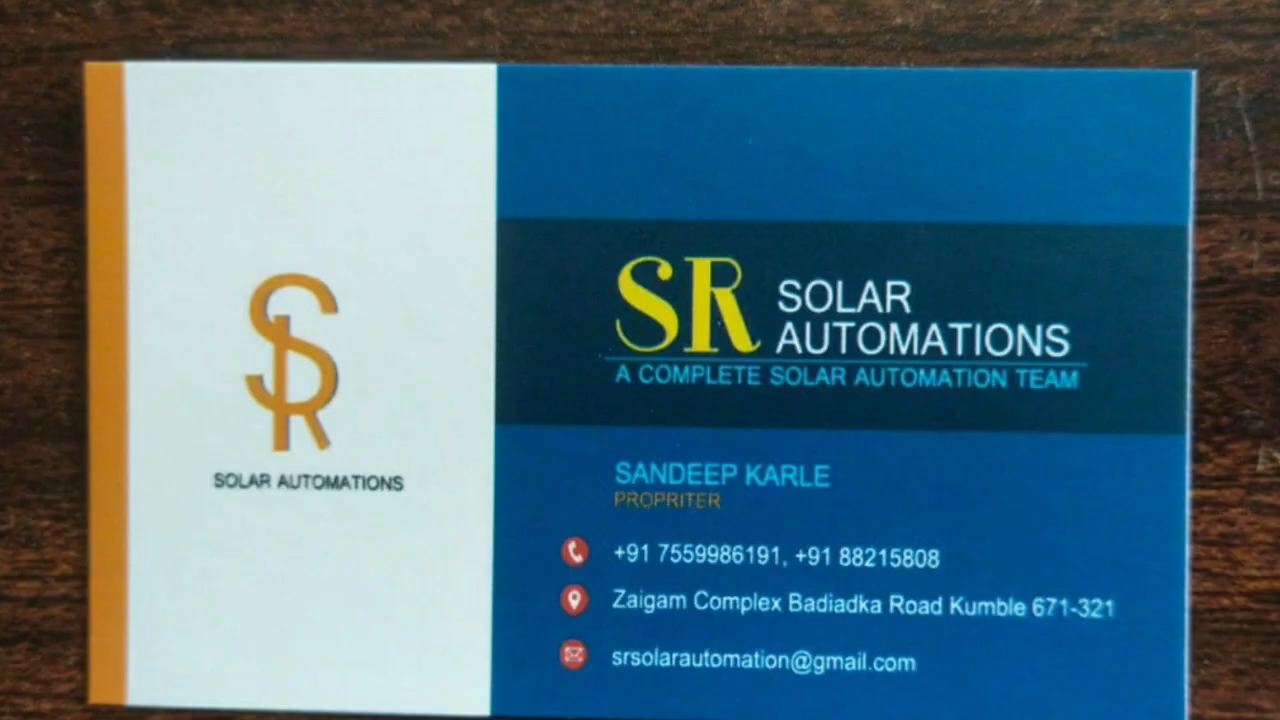 SR
SOLAR AUTOMATIONS
SR SOLAR
AUTOMATIONS
A COMPLETE SOLAR AUTOMATION TEAM
SANDEEP KARLE
PROPRITER
+91 7559986191, +91 88215808
Zaigam Complex Badiadka Road Kumble 671-321
srsolarautomation@gmail.com